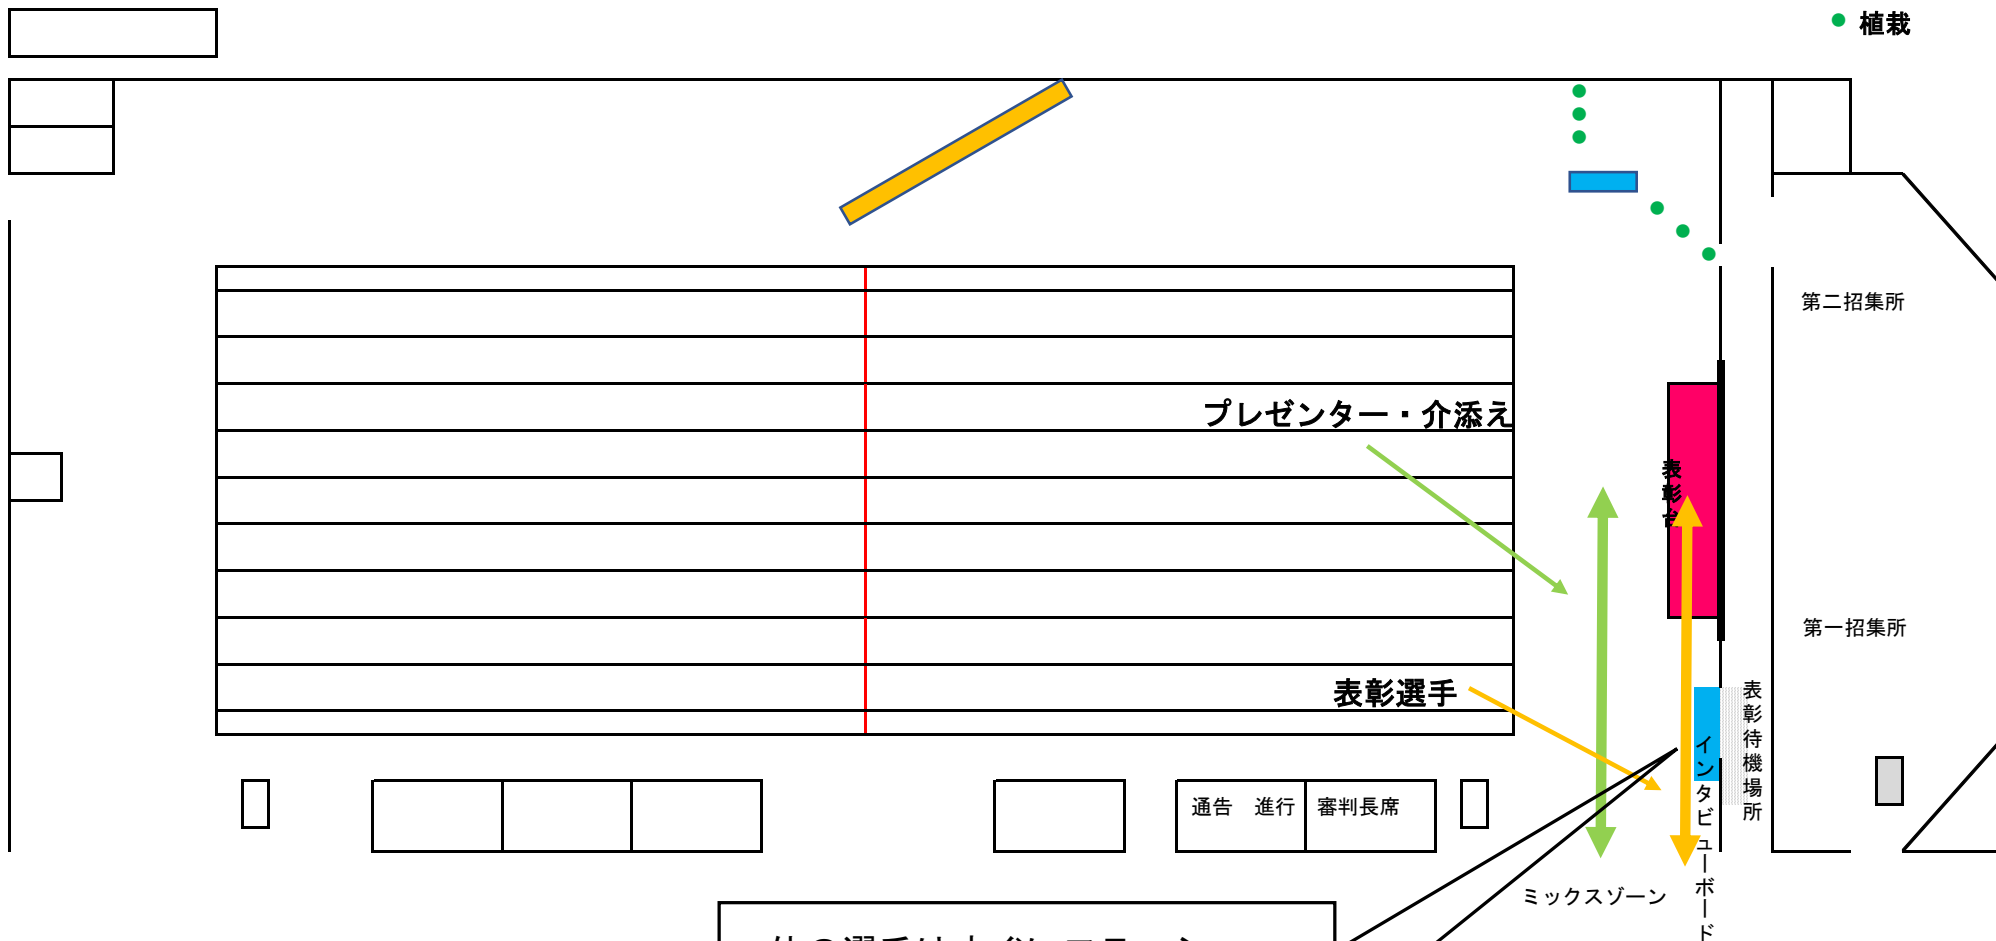 植栽
第二招集所
プレゼンター・介添え
表彰台
第一招集所
表彰選手
表彰待機場所
インタビューボード
通告　進行
審判長席
ミックスゾーン